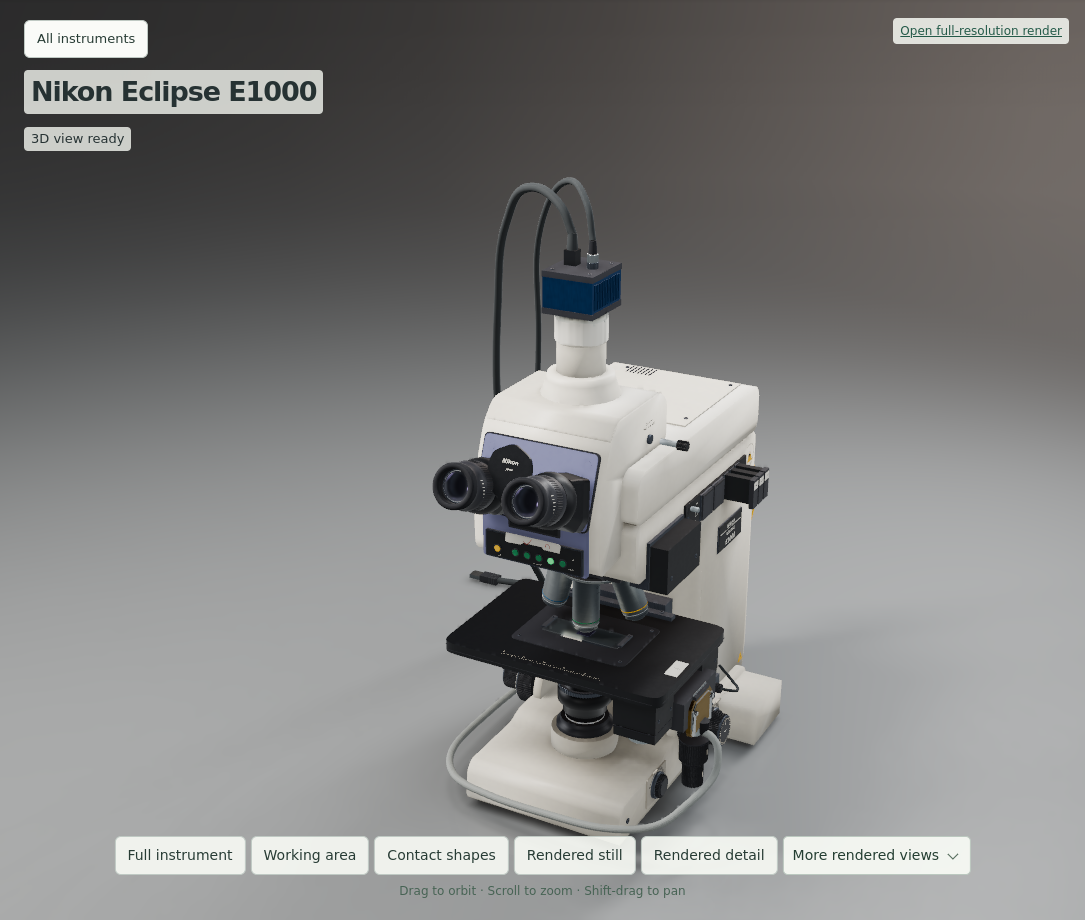 All instruments
Open full-resolution render
Nikon Eclipse E1000
3D view ready
Nikon
Full instrument
Working area
Contact shapes
Rendered still
Rendered detail
More rendered views
Drag to orbit · Scroll to zoom · Shift-drag to pan